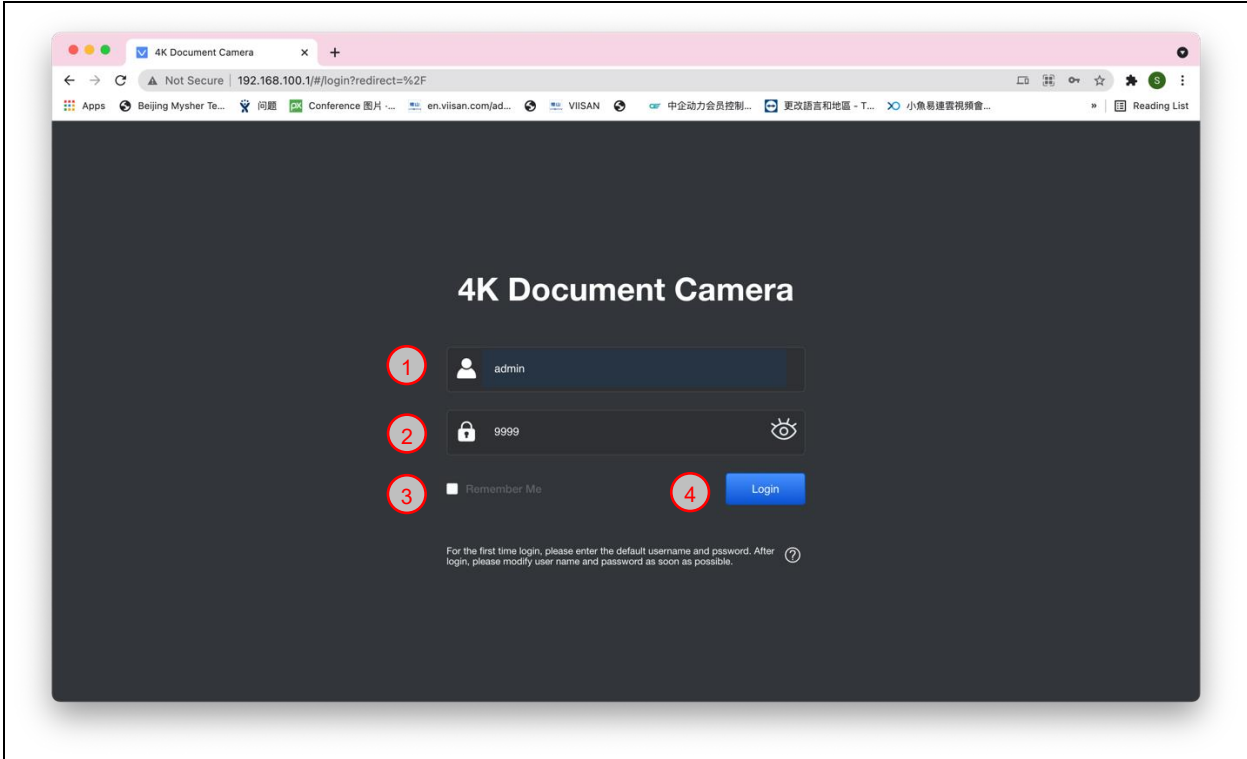 4K Document Camera
Not Secure 192.168.100.1/#/login?redirect=%2F
Apps Beijing Mysher Te... 问题 Conference 图片 -... en.viisan.com/ad... VIISAN 中企动力会员控制... 更改語言和地區 - T... 小魚易連雲視頻會... » Reading List
4K Document Camera
1 admin
2 9999
3 Remember Me 4 Login
For the first time login, please enter the default username and pssword. After
login, please modify user name and password as soon as possible.